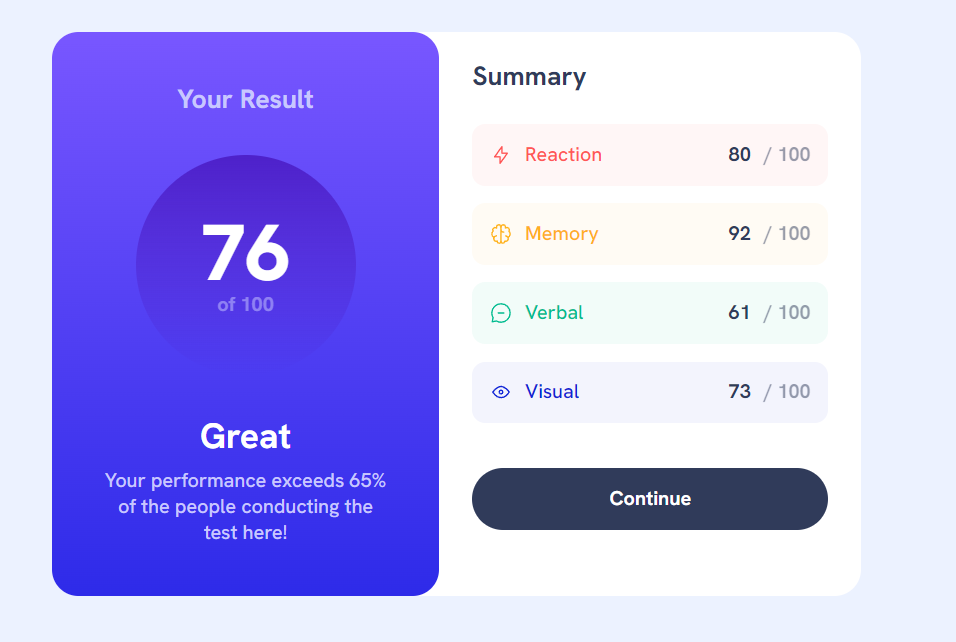 Your Result
76
of 100
Great
Your performance exceeds 65%
of the people conducting the
test here!
Summary
Reaction 80 / 100
Memory 92 / 100
Verbal 61 / 100
Visual 73 / 100
Continue